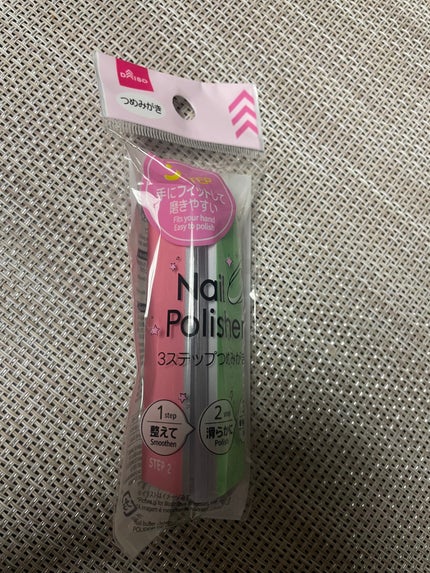 DAISO
つめみがき
3 STEP
手にフィットして
磨きやすい
Fits your hand
Easy to polish
Nail
Polisher
3ステップつめみがき
1 step
整えて
Smoothen
2 step
滑らかに
Polish
STEP 2